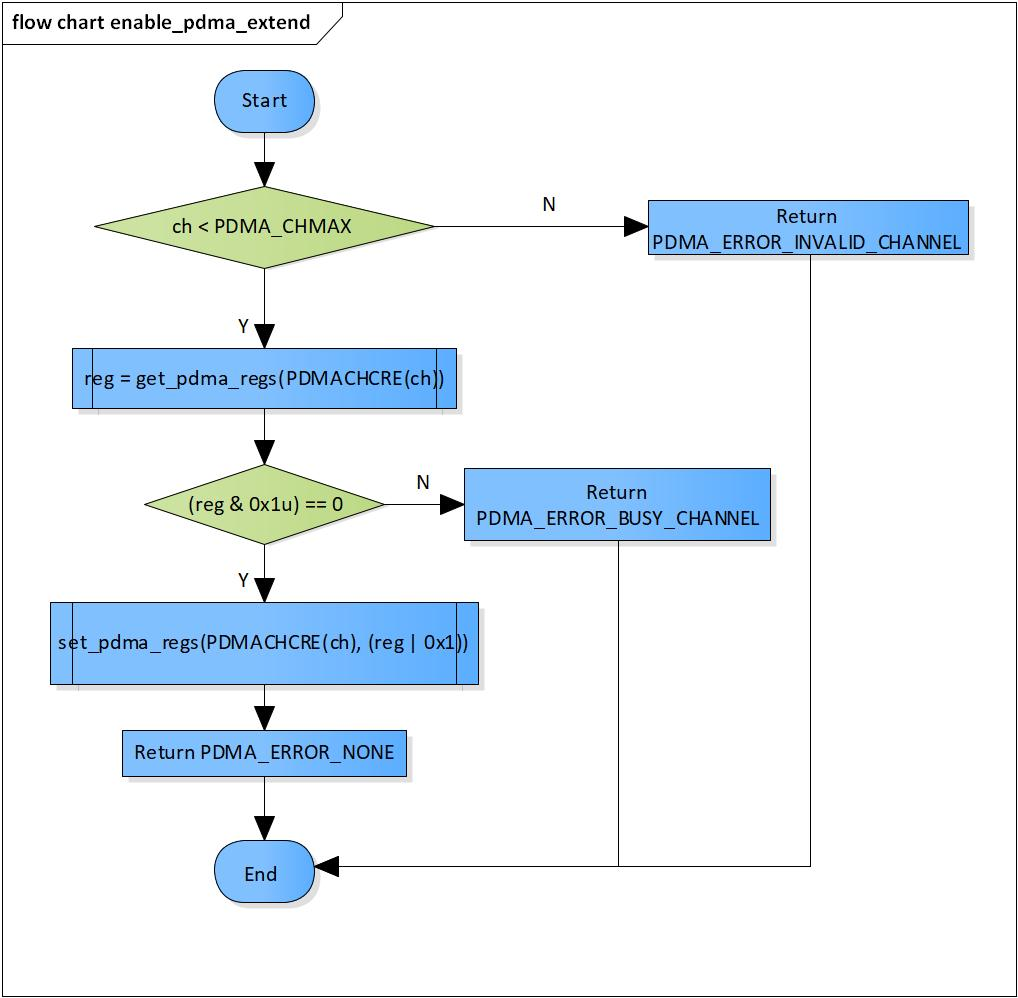 flow chart enable_pdma_extend
Start
ch < PDMA_CHMAX
N
Return
PDMA_ERROR_INVALID_CHANNEL
Y
reg = get_pdma_regs(PDMACHCRE(ch))
(reg & 0x1u) == 0
N
Return
PDMA_ERROR_BUSY_CHANNEL
Y
set_pdma_regs(PDMACHCRE(ch), (reg | 0x1))
Return PDMA_ERROR_NONE
End